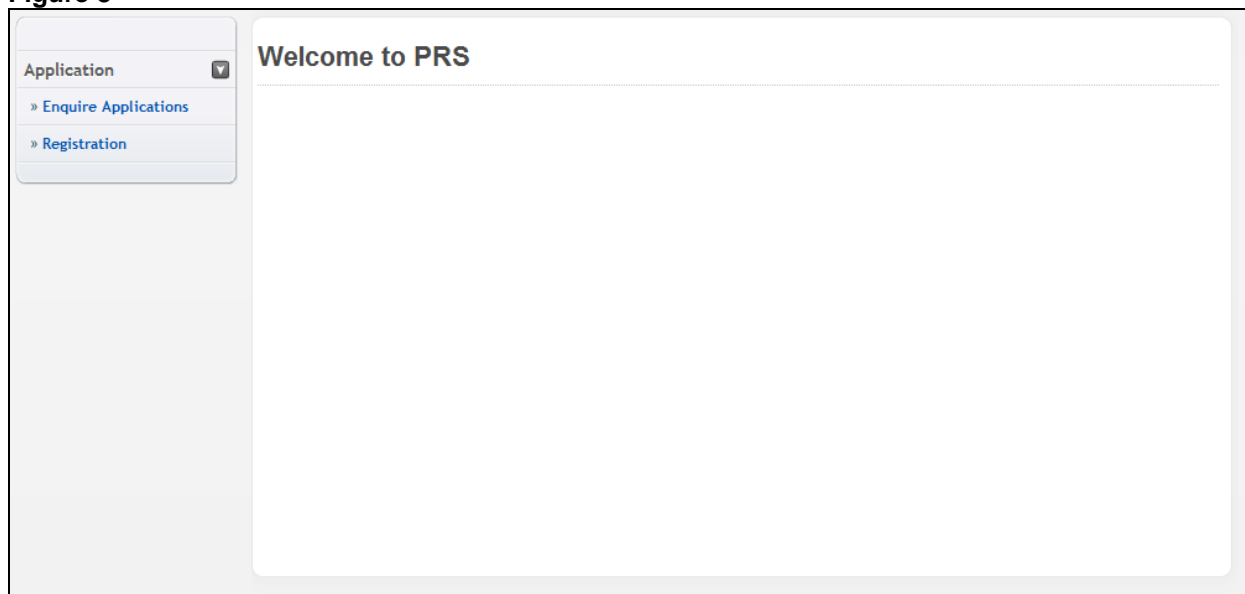 Application
» Enquire Applications
» Registration
Welcome to PRS